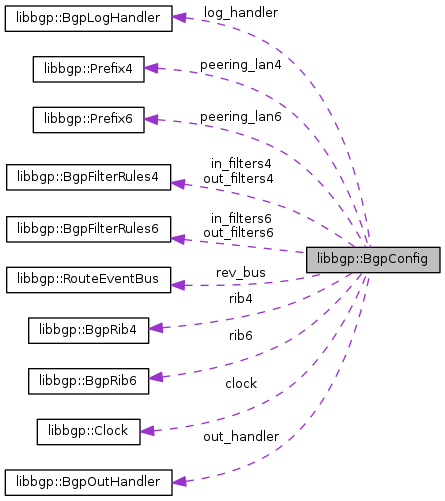 libbgp::BgpLogHandler
log_handler
libbgp::Prefix4
peering_lan4
libbgp::Prefix6
peering_lan6
libbgp::BgpFilterRules4
in_filters4
out_filters4
libbgp::BgpFilterRules6
in_filters6
out_filters6
libbgp::BgpConfig
libbgp::RouteEventBus
rev_bus
libbgp::BgpRib4
rib4
libbgp::BgpRib6
rib6
libbgp::Clock
clock
libbgp::BgpOutHandler
out_handler